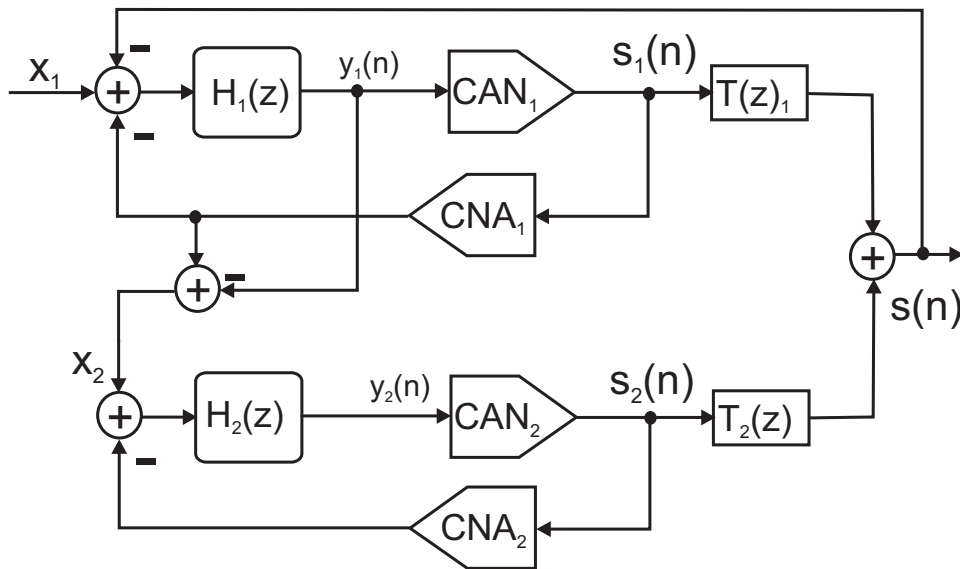 x₁
H₁(z)
y₁(n)
CAN₁
s₁(n)
T(z)₁
CNA₁
s(n)
x₂
H₂(z)
y₂(n)
CAN₂
s₂(n)
T₂(z)
CNA₂